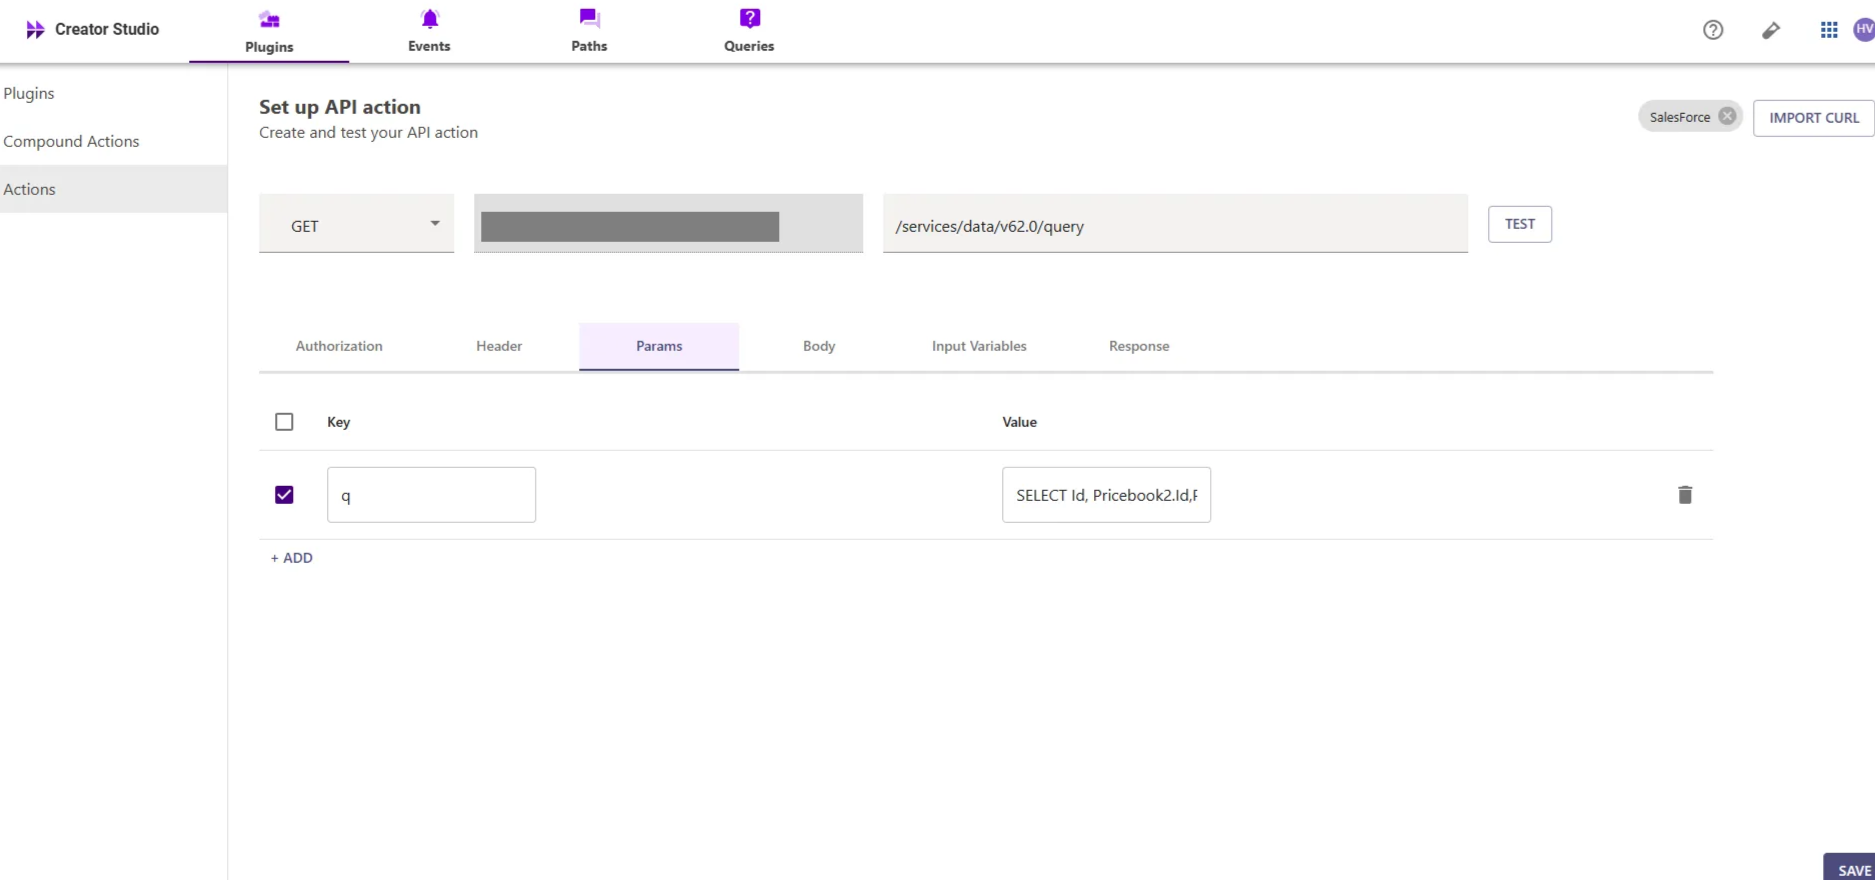 Creator Studio
Plugins
Events
Paths
Queries
?
HV
Plugins
Compound Actions
Actions
Set up API action
Create and test your API action
SalesForce
IMPORT CURL
GET
/services/data/v62.0/query
TEST
Authorization
Header
Params
Body
Input Variables
Response
Key
Value
q
SELECT Id, Pricebook2.Id,
+ ADD
SAVE